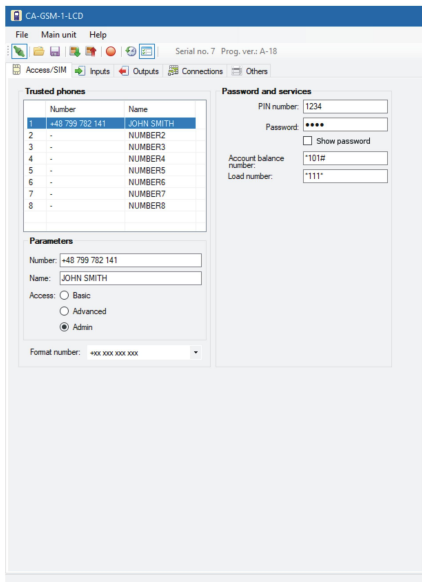 CA-GSM-1-LCD
File Main unit Help
Serial no. 7 Prog. ver.: A-18
Access/SIM Inputs Outputs Connections Others
Trusted phones
Number Name
1 +48 799 782 141 JOHN SMITH
2 - NUMBER2
3 - NUMBER3
4 - NUMBER4
5 - NUMBER5
6 - NUMBER6
7 - NUMBER7
8 - NUMBER8
Parameters
Number: +48 799 782 141
Name: JOHN SMITH
Access: Basic
Advanced
Admin
Format number: +xx xxx xxx xxx
Password and services
PIN number: 1234
Password: ●●●●
Show password
Account balance
number: *101#
Load number: *111*